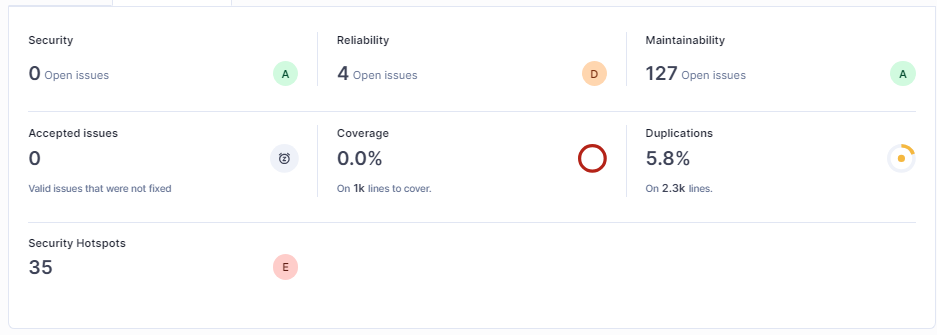 Security
0 Open issues
A
Reliability
4 Open issues
D
Maintainability
127 Open issues
A
Accepted issues
0
Valid issues that were not fixed
Coverage
0.0%
On 1k lines to cover.
Duplications
5.8%
On 2.3k lines.
Security Hotspots
35
E